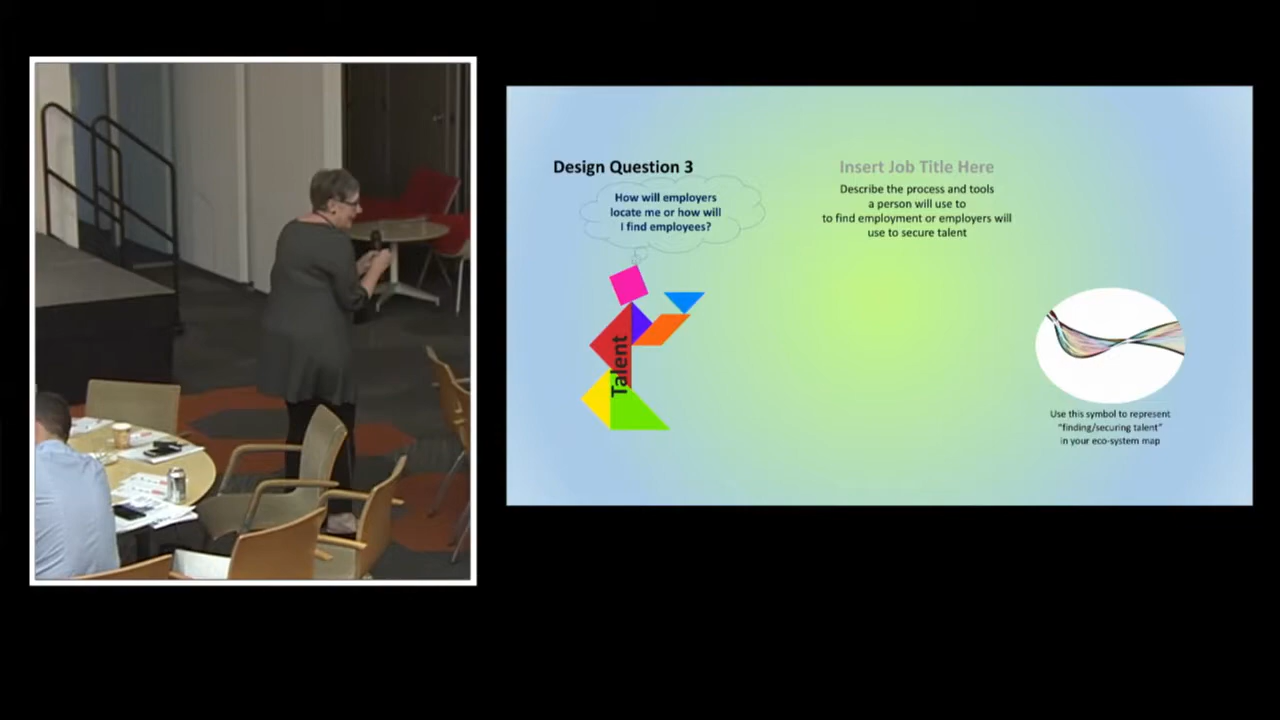 Design Question 3
How will employers
locate me or how will
I find employees?
Talent
Insert Job Title Here
Describe the process and tools
a person will use to
to find employment or employers will
use to secure talent
Use this symbol to represent
“finding/securing talent”
in your eco-system map